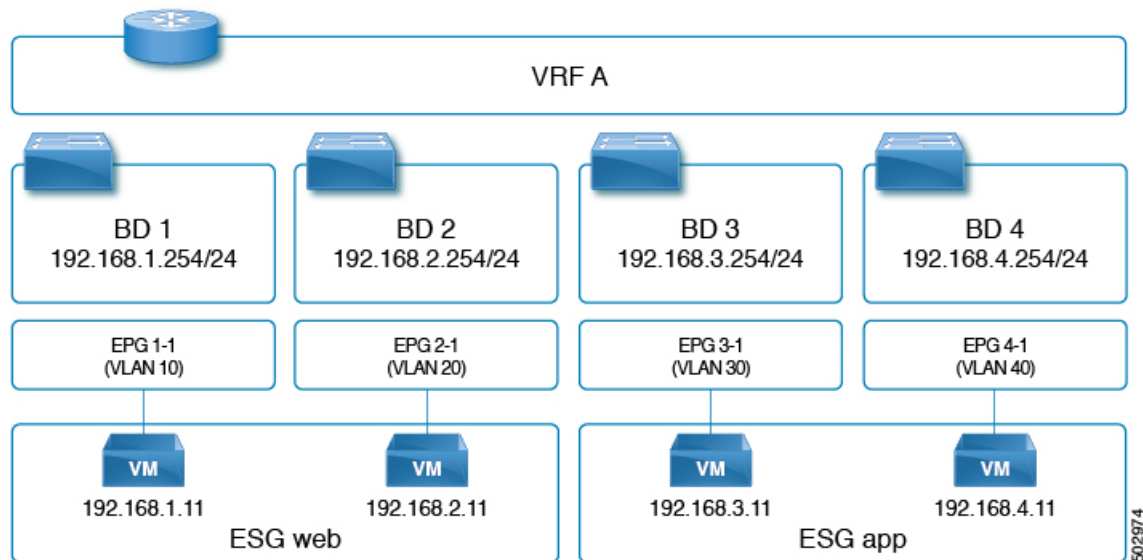 VRF A
BD 1
192.168.1.254/24
BD 2
192.168.2.254/24
BD 3
192.168.3.254/24
BD 4
192.168.4.254/24
EPG 1-1
(VLAN 10)
EPG 2-1
(VLAN 20)
EPG 3-1
(VLAN 30)
EPG 4-1
(VLAN 40)
VM
192.168.1.11
VM
192.168.2.11
ESG web
VM
192.168.3.11
VM
192.168.4.11
ESG app